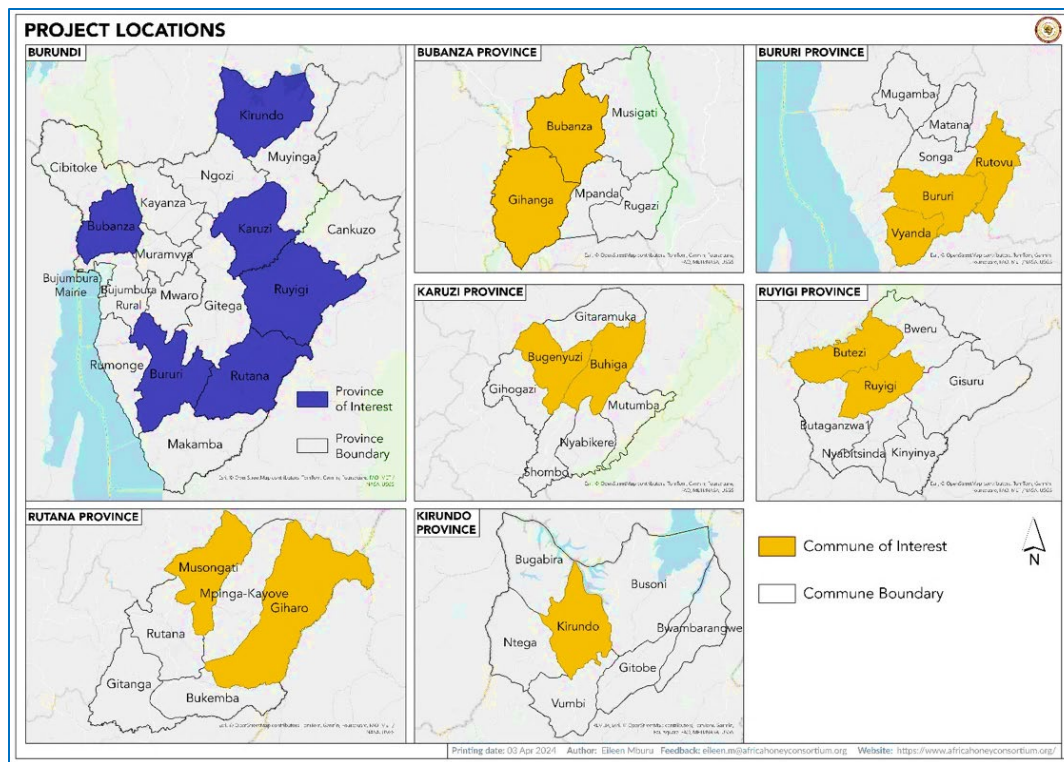 PROJECT LOCATIONS
BURUNDI
Kirundo
Muyinga
Cibitoke
Ngozi
Kayanza
Bubanza
Karuzi
Cankuzo
Muramvya
Bujumbura
Mairie
Bujumbura
Rural
Mwaro
Gitega
Ruyigi
Rumonge
Bururi
Rutana
Makamba
Province
of Interest
Province
Boundary
BUBANZA PROVINCE
Bubanza
Musigati
Gihanga
Mpanda
Rugazi
BURURI PROVINCE
Mugamba
Matana
Songa
Rutovu
Bururi
Vyanda
KARUZI PROVINCE
Gitaramuka
Bugenyuzi
Buhiga
Gihogazi
Mutumba
Nyabikere
Shombo
RUYIGI PROVINCE
Bweru
Butezi
Ruyigi
Gisuru
Butaganzwa1
Nyabitsinda
Kinyinya
RUTANA PROVINCE
Musongati
Mpinga-Kayove
Giharo
Rutana
Gitanga
Bukemba
KIRUNDO
PROVINCE
Bugabira
Busoni
Kirundo
Ntega
Bwambarangwe
Gitobe
Vumbi
Commune of Interest
Commune Boundary
N
Printing date: 03 Apr 2024 Author: Eileen Mburu Feedback: eileen.m@africahoneyconsortium.org Website: https://www.africahoneyconsortium.org/